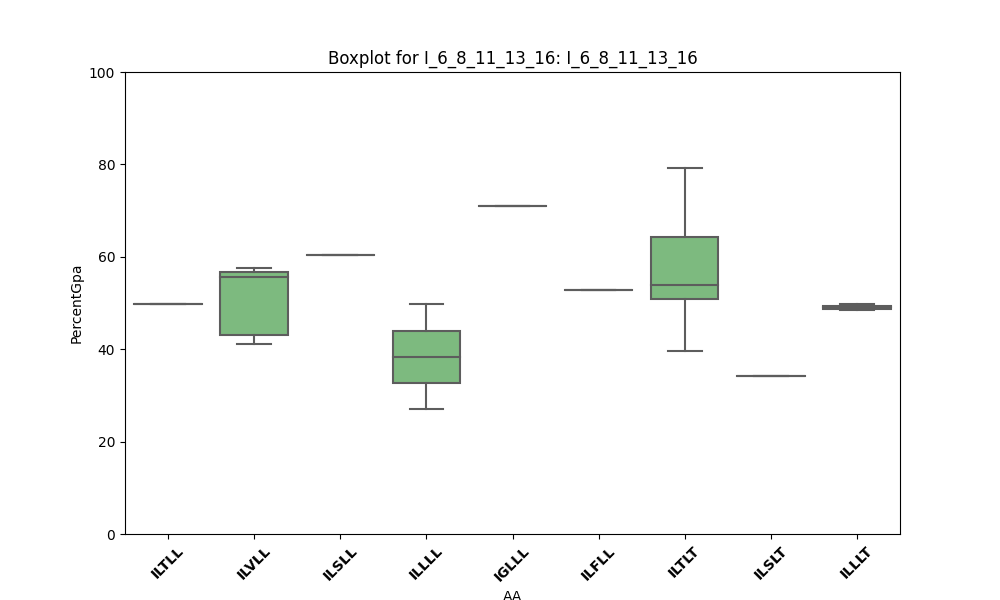 Boxplot for I_6_8_11_13_16: I_6_8_11_13_16
PercentGpa
100
80
60
40
20
0
ILTLL
ILVLL
ILSLL
ILLLL
IGLLL
ILFLL
ILTLT
ILSLT
ILLLT
AA